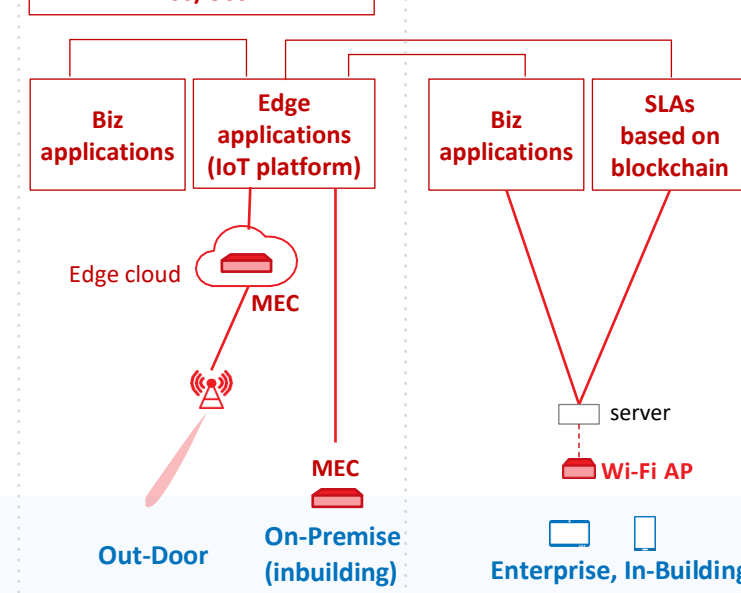 Biz
applications
Edge
applications
(IoT platform)
Biz
applications
SLAs
based on
blockchain
Edge cloud
MEC
server
MEC
Wi-Fi AP
Out-Door
On-Premise
(inbuilding)
Enterprise, In-Building